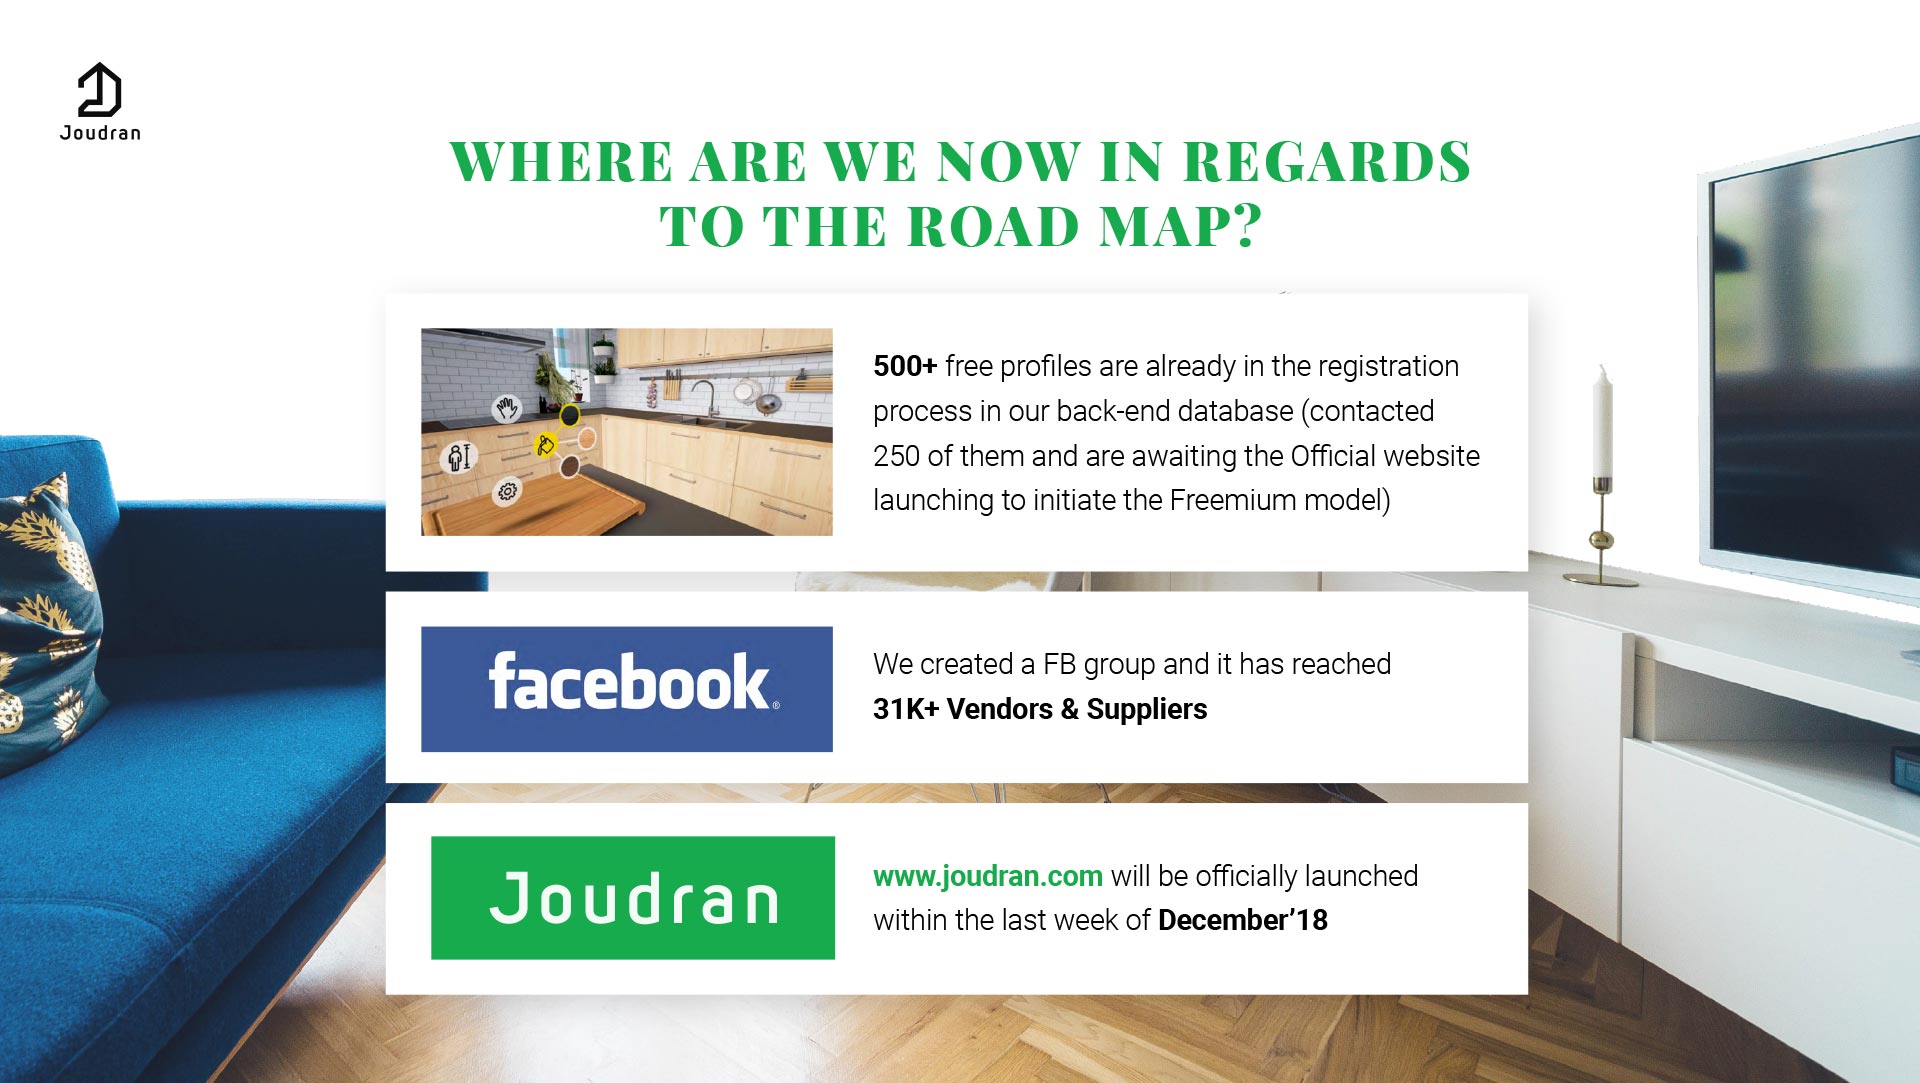 Joudran
WHERE ARE WE NOW IN REGARDS
TO THE ROAD MAP?
500+ free profiles are already in the registration
process in our back-end database (contacted
250 of them and are awaiting the Official website
launching to initiate the Freemium model)
facebook®
We created a FB group and it has reached
31K+ Vendors & Suppliers
Joudran
www.joudran.com will be officially launched
within the last week of December’18